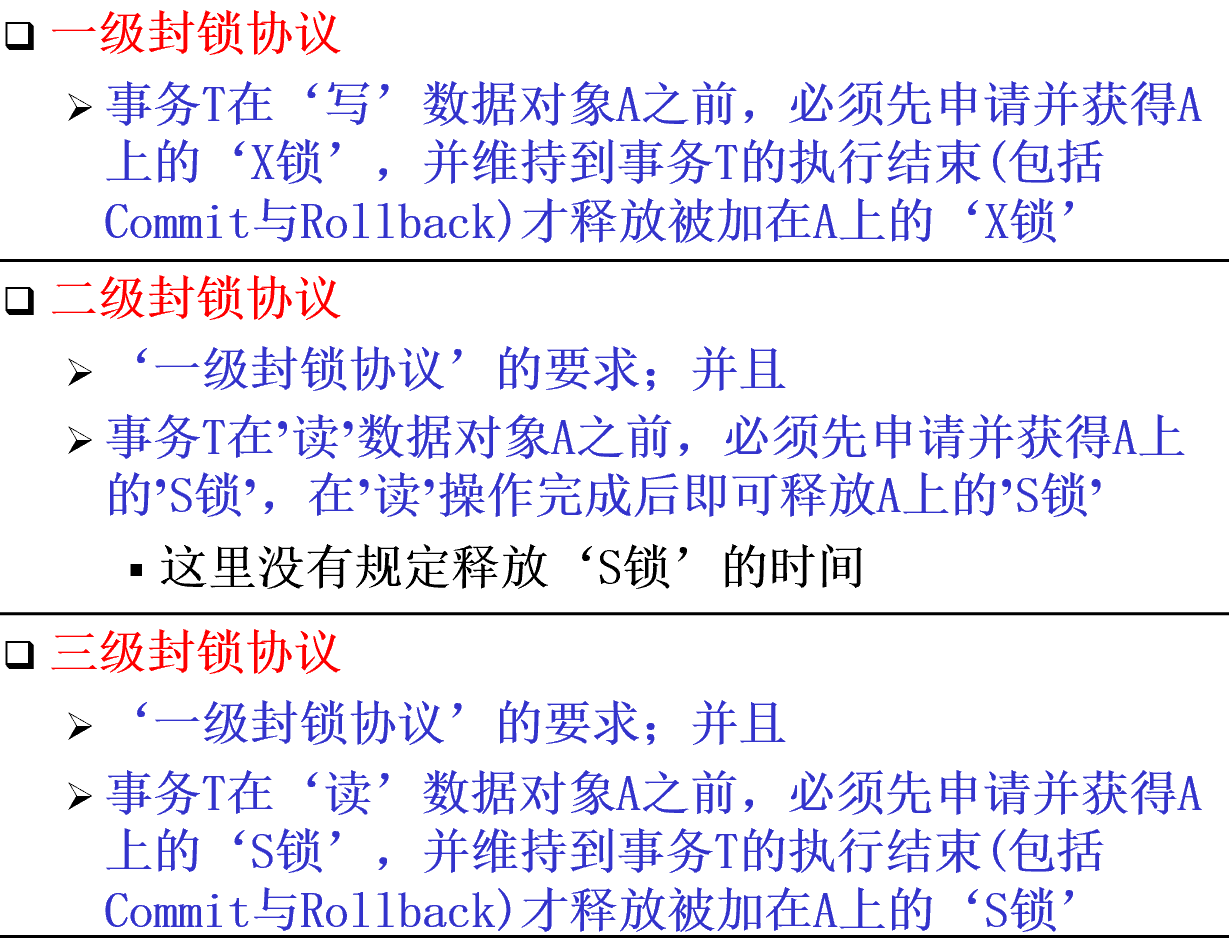 一级封锁协议
事务T在‘写’数据对象A之前，必须先申请并获得A
上的‘X锁’，并维持到事务T的执行结束(包括
Commit与Rollback)才释放被加在A上的‘X锁’
二级封锁协议
‘一级封锁协议’的要求；并且
事务T在’读’数据对象A之前，必须先申请并获得A上
的’S锁’，在’读’操作完成后即可释放A上的’S锁’
这里没有规定释放‘S锁’的时间
三级封锁协议
‘一级封锁协议’的要求；并且
事务T在‘读’数据对象A之前，必须先申请并获得A
上的‘S锁’，并维持到事务T的执行结束(包括
Commit与Rollback)才释放被加在A上的‘S锁’